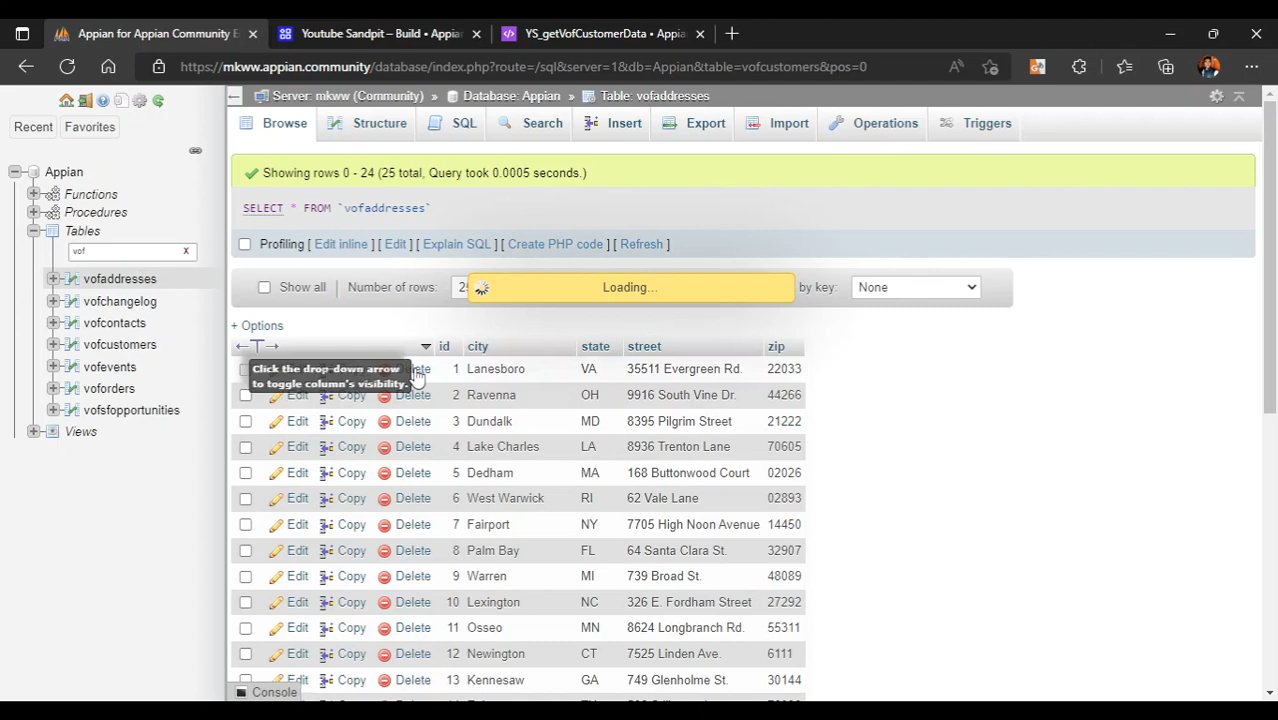 Appian for Appian Community E
Youtube Sandpit – Build • Appian
YS_getVofCustomerData • Appia
https://mkww.appian.community/database/index.php?route=/sql&server=1&db=Appian&table=vofcustomers&pos=0
Server: mkww (Community) » Database: Appian » Table: vofaddresses
Recent Favorites
Browse Structure SQL Search Insert Export Import Operations Triggers
Appian
Functions
Procedures
Tables
vof X
vofaddresses
vofchangelog
vofcontacts
vofcustomers
vofevents
voforders
vofsfopportunities
Views
Showing rows 0 - 24 (25 total, Query took 0.0005 seconds.)
SELECT * FROM `vofaddresses`
Profiling [ Edit inline ] [ Edit ] [ Explain SQL ] [ Create PHP code ] [ Refresh ]
Show all Number of rows: Loading... by key: None
+ Options
←T→ id city state street zip
Click the drop-down arrow
to toggle column's visibility.
1 Lanesboro VA 35511 Evergreen Rd. 22033
Edit Copy Delete 2 Ravenna OH 9916 South Vine Dr. 44266
Edit Copy Delete 3 Dundalk MD 8395 Pilgrim Street 21222
Edit Copy Delete 4 Lake Charles LA 8936 Trenton Lane 70605
Edit Copy Delete 5 Dedham MA 168 Buttonwood Court 02026
Edit Copy Delete 6 West Warwick RI 62 Vale Lane 02893
Edit Copy Delete 7 Fairport NY 7705 High Noon Avenue 14450
Edit Copy Delete 8 Palm Bay FL 64 Santa Clara St. 32907
Edit Copy Delete 9 Warren MI 739 Broad St. 48089
Edit Copy Delete 10 Lexington NC 326 E. Fordham Street 27292
Edit Copy Delete 11 Osseo MN 8624 Longbranch Rd. 55311
Edit Copy Delete 12 Newington CT 7525 Linden Ave. 6111
Edit Copy Delete 13 Kennesaw GA 749 Glenholme St. 30144
Console